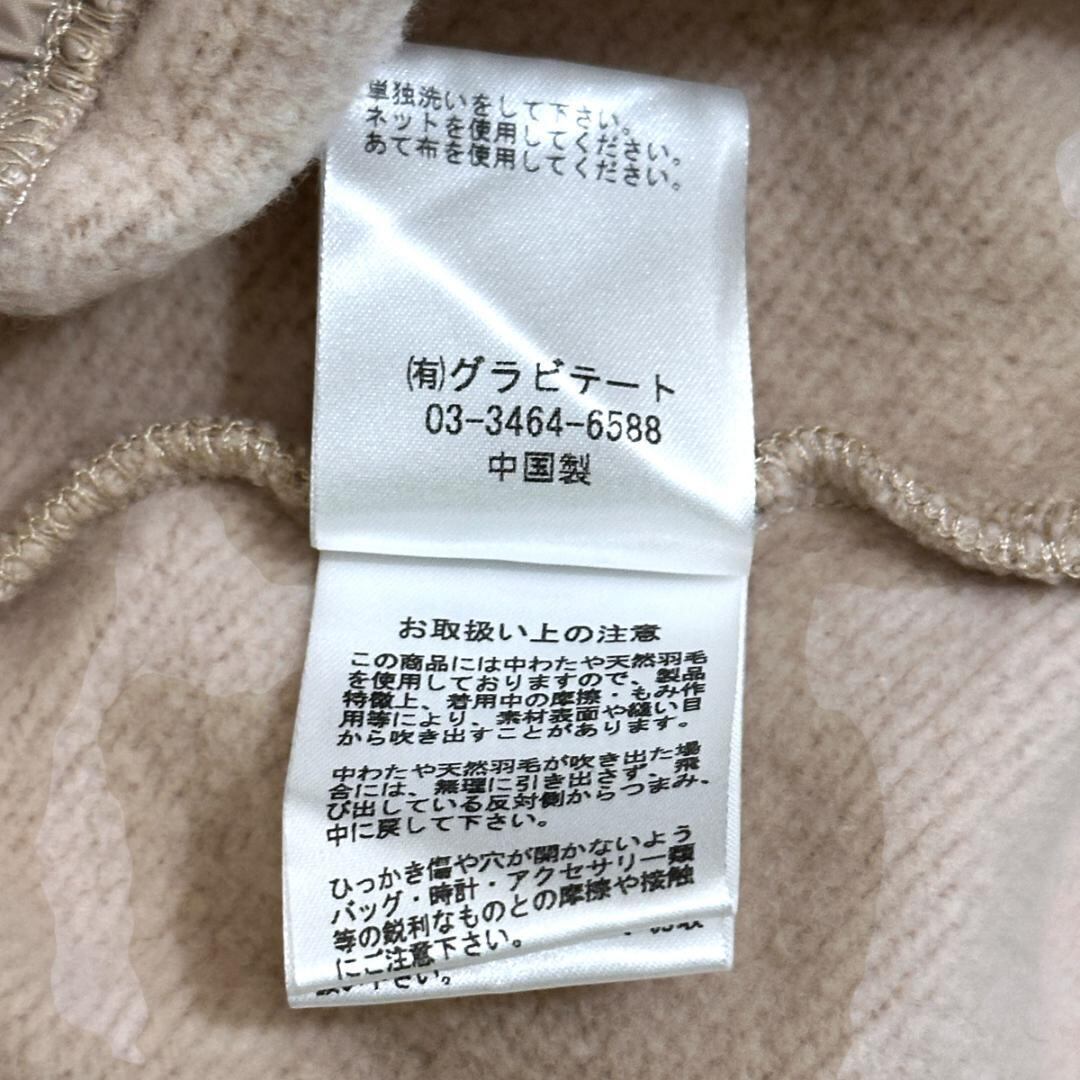 単独洗いをして下さい。
ネットを使用してください。
あて布を使用してください。
㈲グラビテート
03-3464-6588
中国製
お取扱い上の注意
この商品には中わたや天然羽毛
を使用しておりますので、製品
特徴上、着用中の摩擦・もみ作
用等により、素材表面や縫い目
から吹き出すことがあります。
中わたや天然羽毛が吹き出た場
合には、無理に引き出さず、飛
び出している反対側からつまみ、
中に戻して下さい。
ひっかき傷や穴が開かないよう
バッグ・時計・アクセサリー類
等の鋭利なものとの摩擦や接触
にご注意下さい。